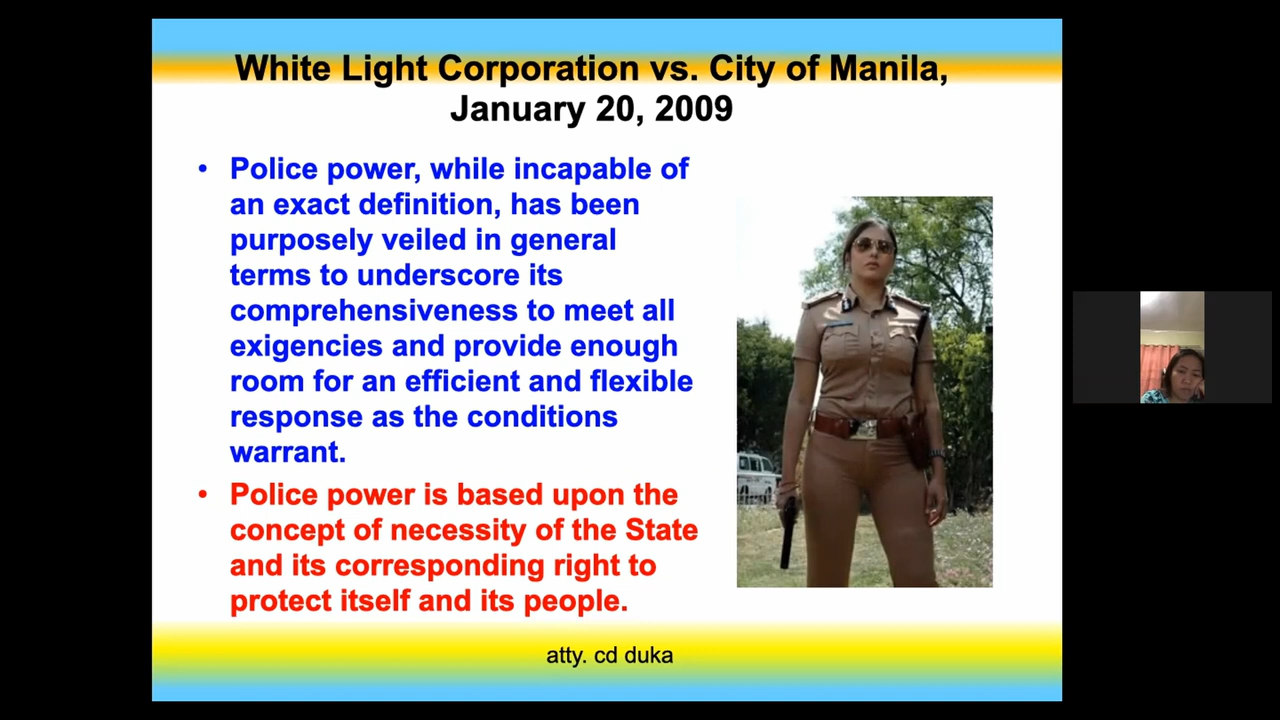 White Light Corporation vs. City of Manila,
January 20, 2009
• Police power, while incapable of
an exact definition, has been
purposely veiled in general
terms to underscore its
comprehensiveness to meet all
exigencies and provide enough
room for an efficient and flexible
response as the conditions
warrant.
• Police power is based upon the
concept of necessity of the State
and its corresponding right to
protect itself and its people.
atty. cd duka